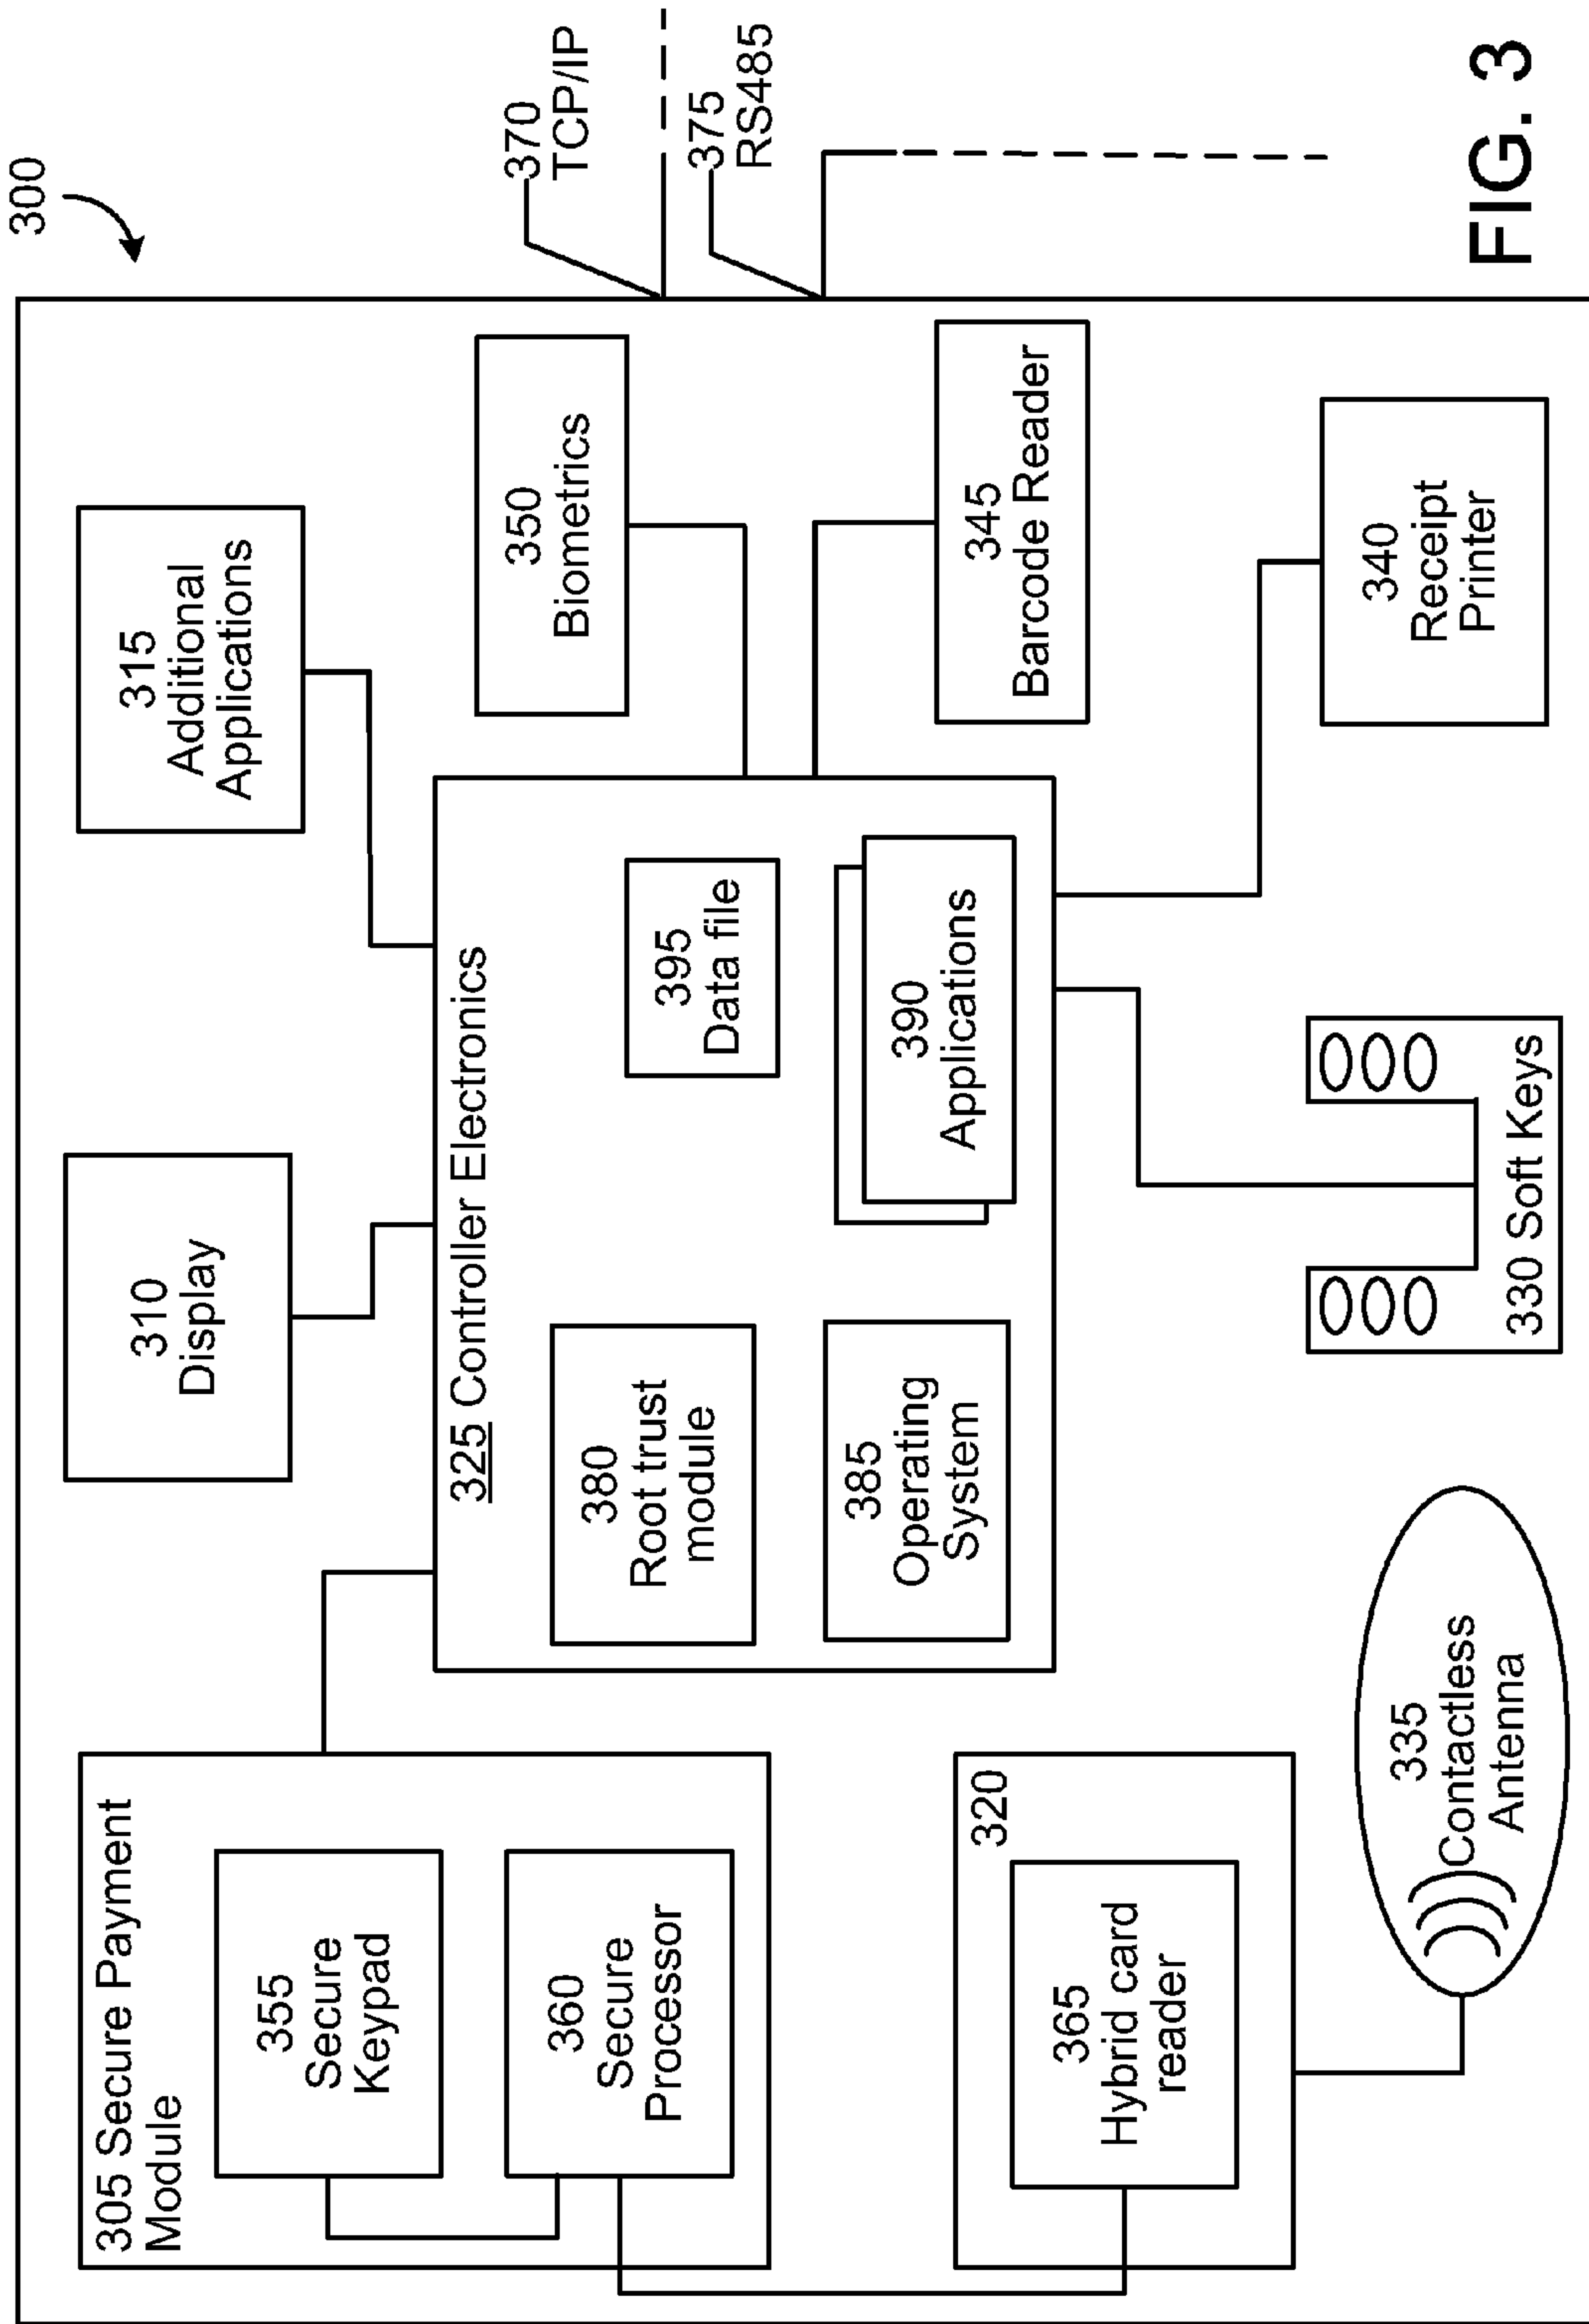 300
305 Secure Payment
Module
355
Secure
Keypad
360
Secure
Processor
310
Display
315
Additional
Applications
325 Controller Electronics
380
Root trust
module
395
Data file
385
Operating
System
390
Applications
350
Biometrics
370
TCP/IP
375
RS485
345
Barcode Reader
320
365
Hybrid card
reader
335
Contactless
Antenna
330 Soft Keys
340
Receipt
Printer
FIG. 3